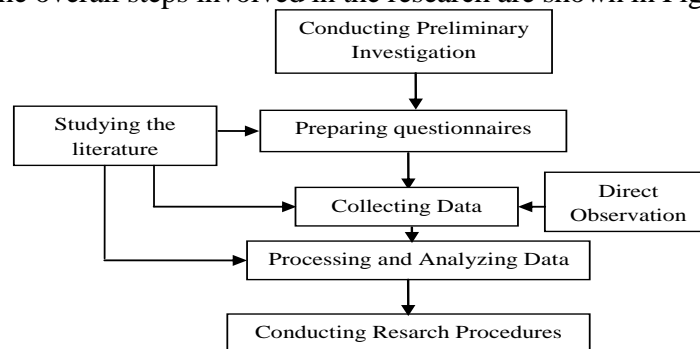 he overall steps involved in the research are shown in Fig
Conducting Preliminary
Investigation
Studying the
literature
Preparing questionnaires
Collecting Data
Direct
Observation
Processing and Analyzing Data
Conducting Resarch Procedures